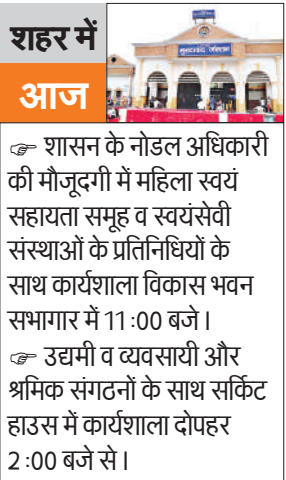 शहर में
आज
☞ शासन के नोडल अधिकारी
की मौजूदगी में महिला स्वयं
सहायता समूह व स्वयंसेवी
संस्थाओं के प्रतिनिधियों के
साथ कार्यशाला विकास भवन
सभागार में 11:00 बजे।
☞ उद्यमी व व्यवसायी और
श्रमिक संगठनों के साथ सर्किट
हाउस में कार्यशाला दोपहर
2:00 बजे से।